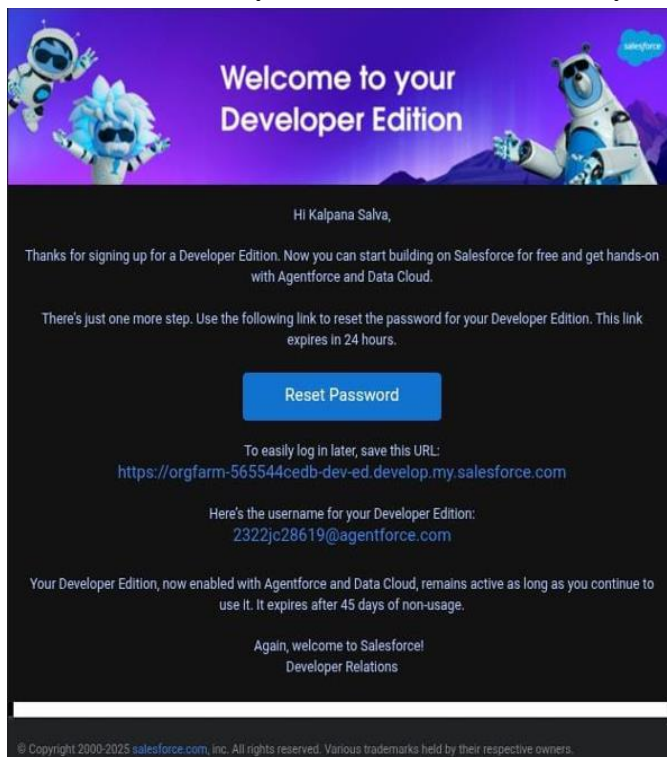 salesforce
Welcome to your
Developer Edition
Hi Kalpana Salva,
Thanks for signing up for a Developer Edition. Now you can start building on Salesforce for free and get hands-on
with Agentforce and Data Cloud.
There's just one more step. Use the following link to reset the password for your Developer Edition. This link
expires in 24 hours.
Reset Password
To easily log in later, save this URL:
https://orgfarm-565544cedb-dev-ed.develop.my.salesforce.com
Here's the username for your Developer Edition:
2322jc28619@agentforce.com
Your Developer Edition, now enabled with Agentforce and Data Cloud, remains active as long as you continue to
use it. It expires after 45 days of non-usage.
Again, welcome to Salesforce!
Developer Relations
© Copyright 2000-2025 salesforce.com, inc. All rights reserved. Various trademarks held by their respective owners.